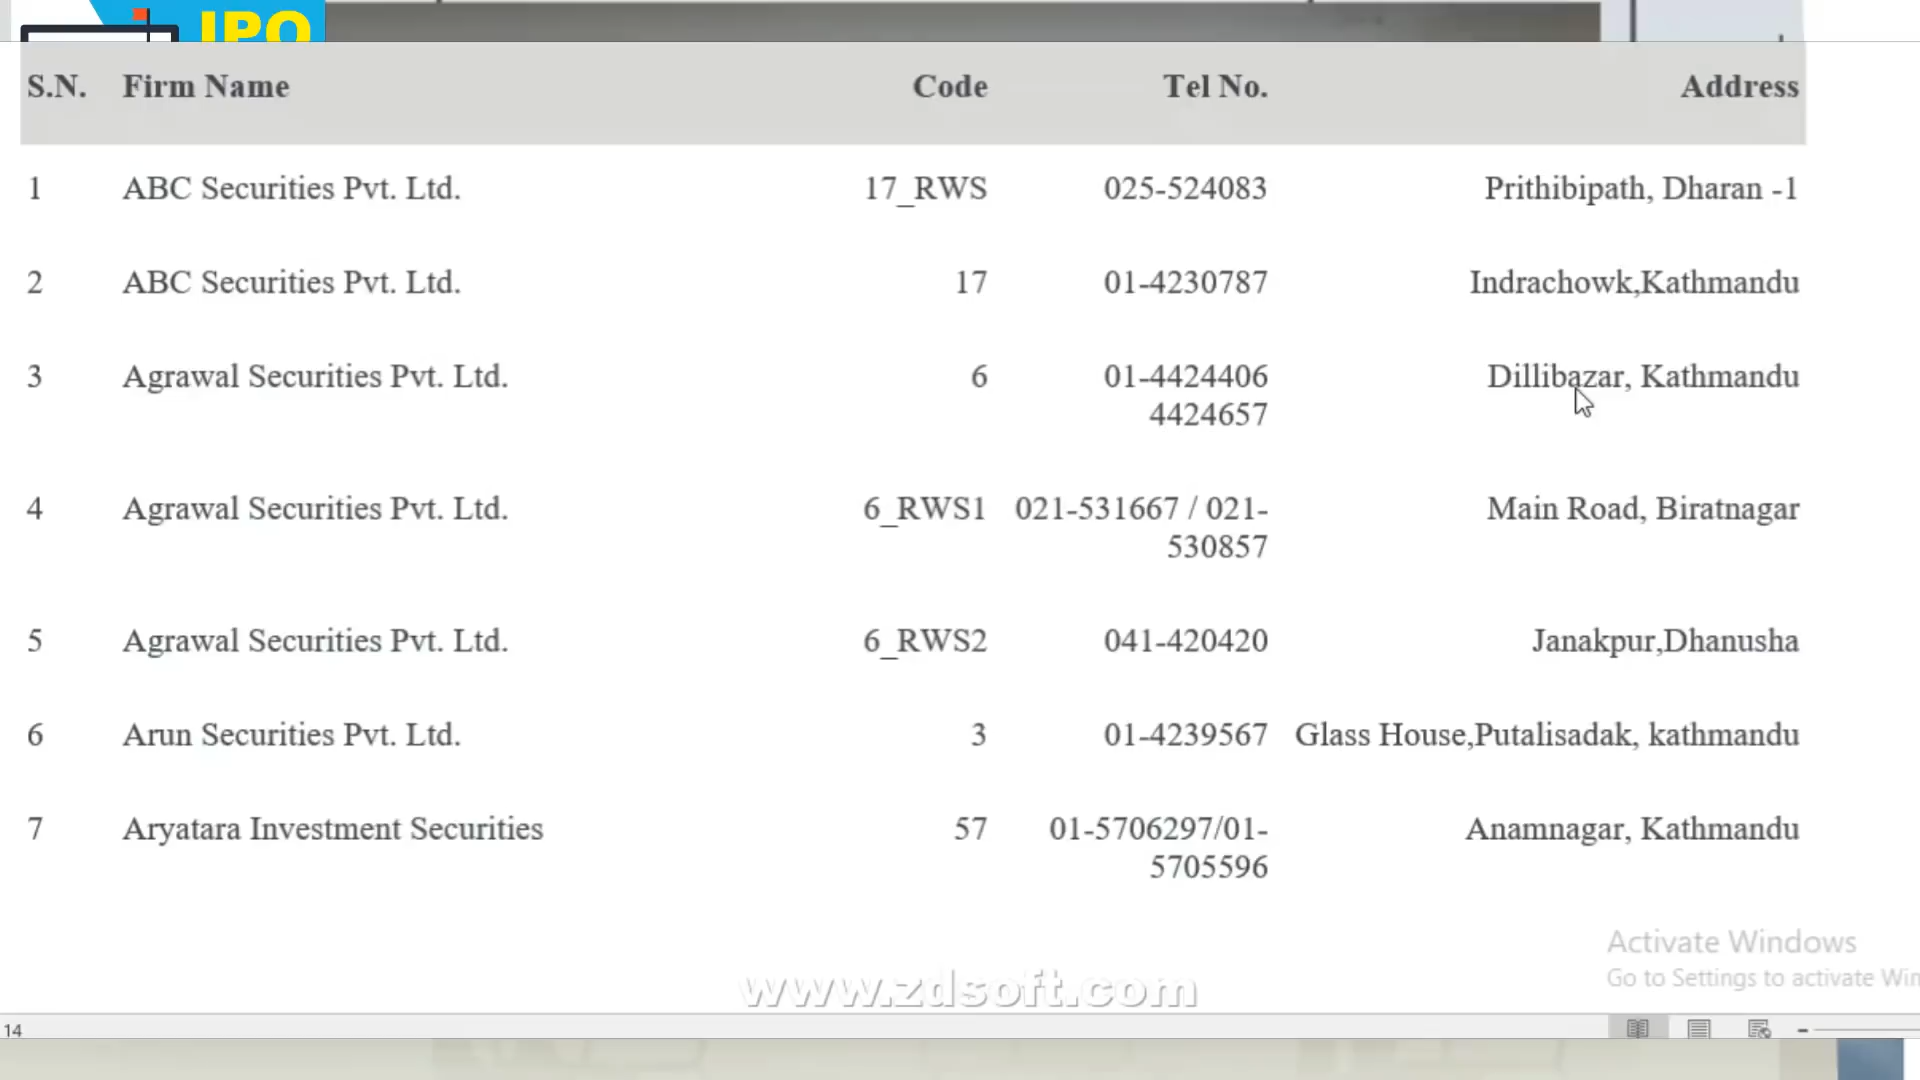 IPO
S.N. Firm Name Code Tel No. Address
1 ABC Securities Pvt. Ltd. 17_RWS 025-524083 Prithibipath, Dharan -1
2 ABC Securities Pvt. Ltd. 17 01-4230787 Indrachowk,Kathmandu
3 Agrawal Securities Pvt. Ltd. 6 01-4424406 Dillibazar, Kathmandu
4424657
4 Agrawal Securities Pvt. Ltd. 6_RWS1 021-531667 / 021- Main Road, Biratnagar
530857
5 Agrawal Securities Pvt. Ltd. 6_RWS2 041-420420 Janakpur,Dhanusha
6 Arun Securities Pvt. Ltd. 3 01-4239567 Glass House,Putalisadak, kathmandu
7 Aryatara Investment Securities 57 01-5706297/01- Anamnagar, Kathmandu
5705596
Activate Windows
Go to Settings to activate Win
www.zdsoft.com
14